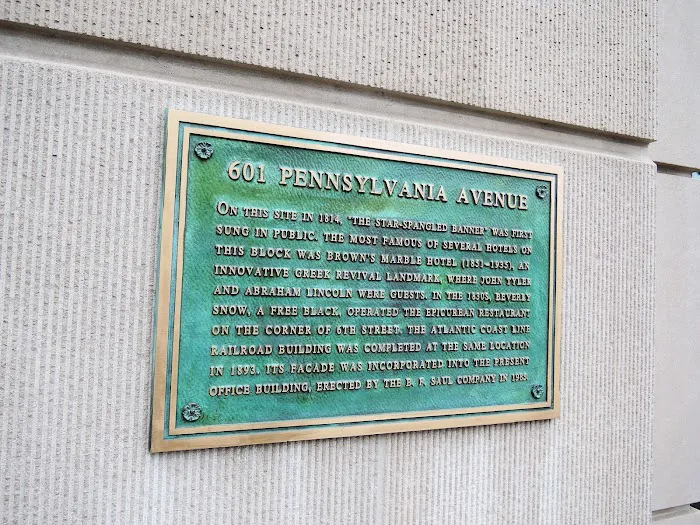 601 PENNSYLVANIA AVENUE
ON THIS SITE IN 1814, "THE STAR-SPANGLED BANNER" WAS FIRST
SUNG IN PUBLIC. THE MOST FAMOUS OF SEVERAL HOTELS ON
THIS BLOCK WAS BROWN'S MARBLE HOTEL (1851–1935), AN
INNOVATIVE GREEK REVIVAL LANDMARK, WHERE JOHN TYLER
AND ABRAHAM LINCOLN WERE GUESTS. IN THE 1830S, BEVERLY
SNOW, A FREE BLACK, OPERATED THE EPICUREAN RESTAURANT
ON THE CORNER OF 6TH STREET. THE ATLANTIC COAST LINE
RAILROAD BUILDING WAS COMPLETED AT THE SAME LOCATION
IN 1893. ITS FACADE WAS INCORPORATED INTO THE PRESENT
OFFICE BUILDING, ERECTED BY THE B. F. SAUL COMPANY IN 1985.